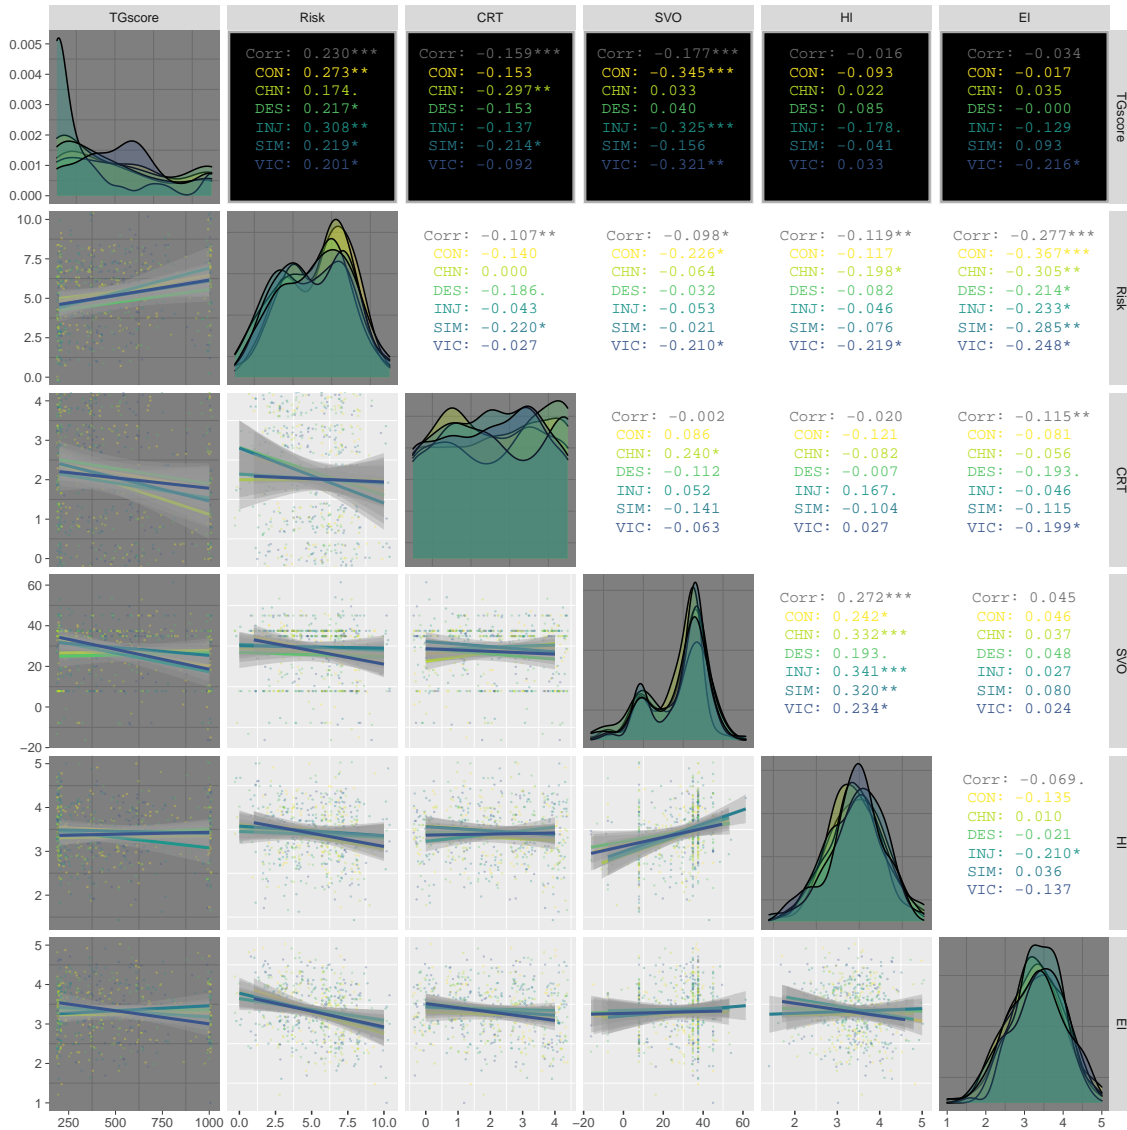 TGscore Risk CRT SVO HI EI
0.005
0.004
0.003
0.002
0.001
0.000
Corr: 0.230***
CON: 0.273**
CHN: 0.174.
DES: 0.217*
INJ: 0.308**
SIM: 0.219*
VIC: 0.201*
Corr: -0.159***
CON: -0.153
CHN: -0.297**
DES: -0.153
INJ: -0.137
SIM: -0.214*
VIC: -0.092
Corr: -0.177***
CON: -0.345***
CHN: 0.033
DES: 0.040
INJ: -0.325***
SIM: -0.156
VIC: -0.321**
Corr: -0.016
CON: -0.093
CHN: 0.022
DES: 0.085
INJ: -0.178.
SIM: -0.041
VIC: 0.033
Corr: -0.034
CON: -0.017
CHN: 0.035
DES: -0.000
INJ: -0.129
SIM: 0.093
VIC: -0.216*
TGscore
10.0
7.5
5.0
2.5
0.0
Corr: -0.107**
CON: -0.140
CHN: 0.000
DES: -0.186.
INJ: -0.043
SIM: -0.220*
VIC: -0.027
Corr: -0.098*
CON: -0.226*
CHN: -0.064
DES: -0.032
INJ: -0.053
SIM: -0.021
VIC: -0.210*
Corr: -0.119**
CON: -0.117
CHN: -0.198*
DES: -0.082
INJ: -0.046
SIM: -0.076
VIC: -0.219*
Corr: -0.277***
CON: -0.367***
CHN: -0.305**
DES: -0.214*
INJ: -0.233*
SIM: -0.285**
VIC: -0.248*
Risk
4
3
2
1
0
Corr: -0.002
CON: 0.086
CHN: 0.240*
DES: -0.112
INJ: 0.052
SIM: -0.141
VIC: -0.063
Corr: -0.020
CON: -0.121
CHN: -0.082
DES: -0.007
INJ: 0.167.
SIM: -0.104
VIC: 0.027
Corr: -0.115**
CON: -0.081
CHN: -0.056
DES: -0.193.
INJ: -0.046
SIM: -0.115
VIC: -0.199*
CRT
60
40
20
0
−20
Corr: 0.272***
CON: 0.242*
CHN: 0.332***
DES: 0.193.
INJ: 0.341***
SIM: 0.320**
VIC: 0.234*
Corr: 0.045
CON: 0.046
CHN: 0.037
DES: 0.048
INJ: 0.027
SIM: 0.080
VIC: 0.024
SVO
5
4
3
2
Corr: -0.069.
CON: -0.135
CHN: 0.010
DES: -0.021
INJ: -0.210*
SIM: 0.036
VIC: -0.137
HI
5
4
3
2
1
EI
250 500 750 1000 0.0 2.5 5.0 7.5 10.0 0 1 2 3 4 −20 0 20 40 60 2 3 4 5 1 2 3 4 5